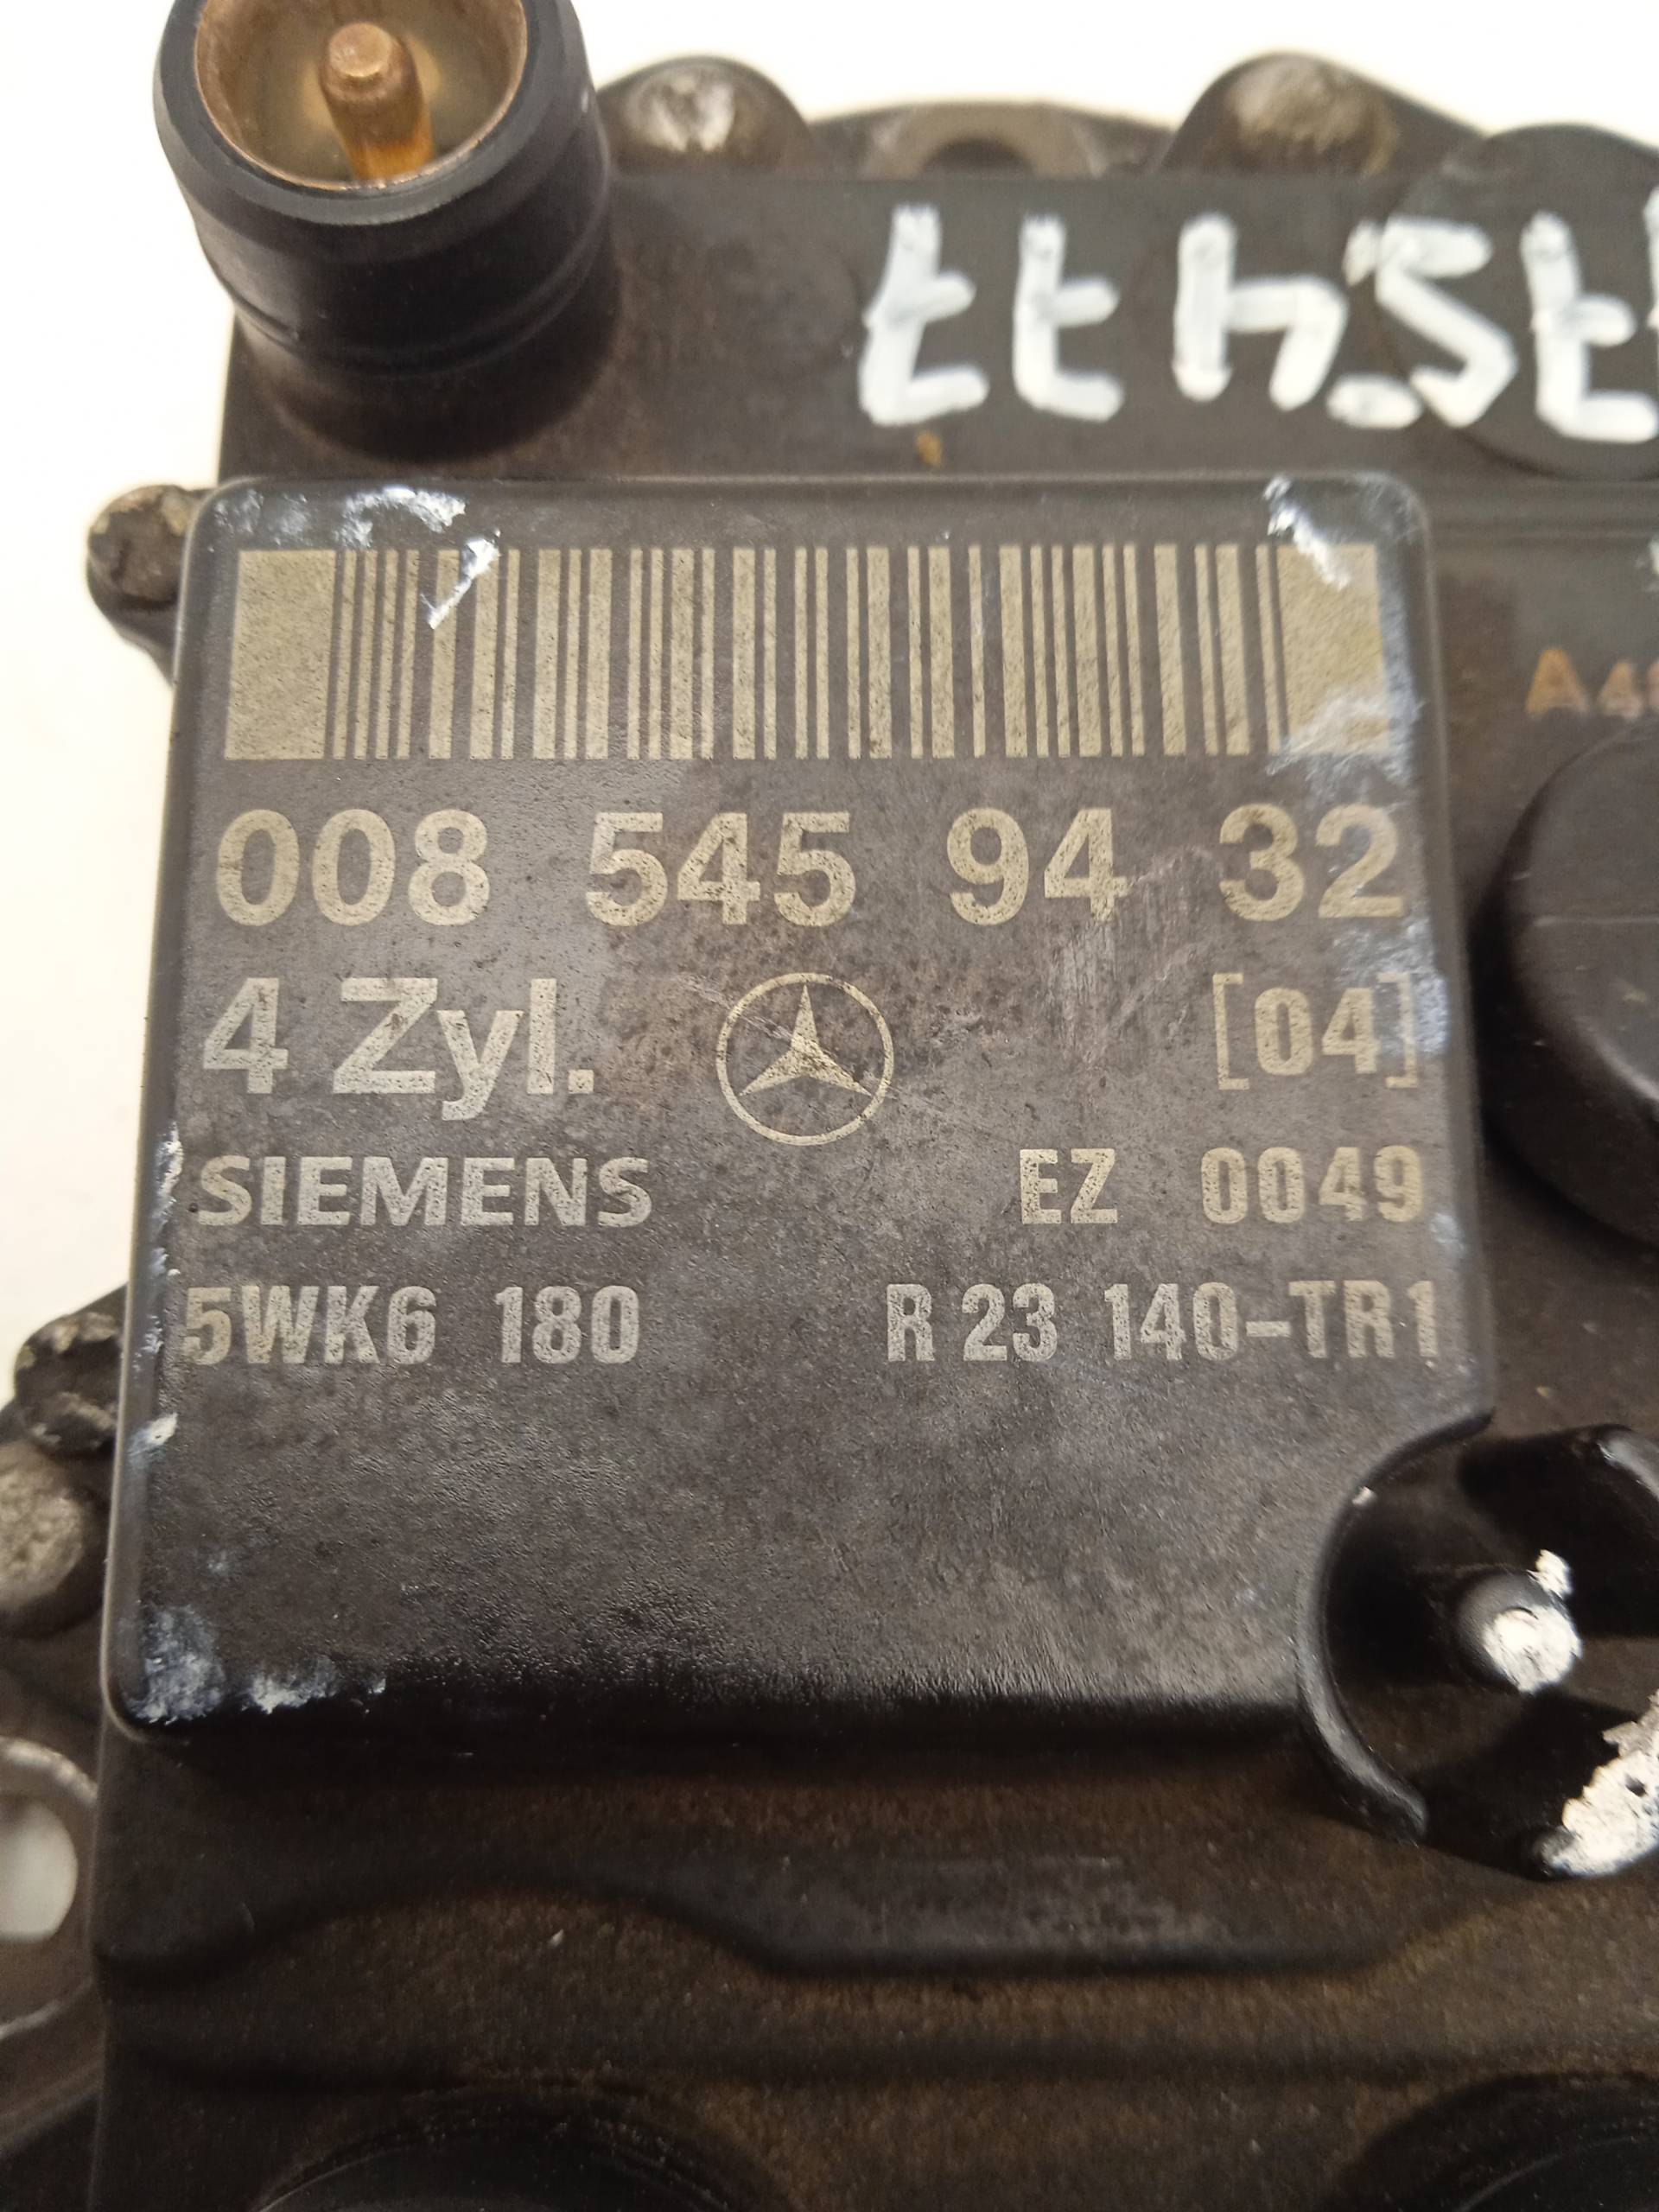 008 545 94 32
4 Zyl. [04]
SIEMENS EZ 0049
5WK6 180 R 23 140-TR1